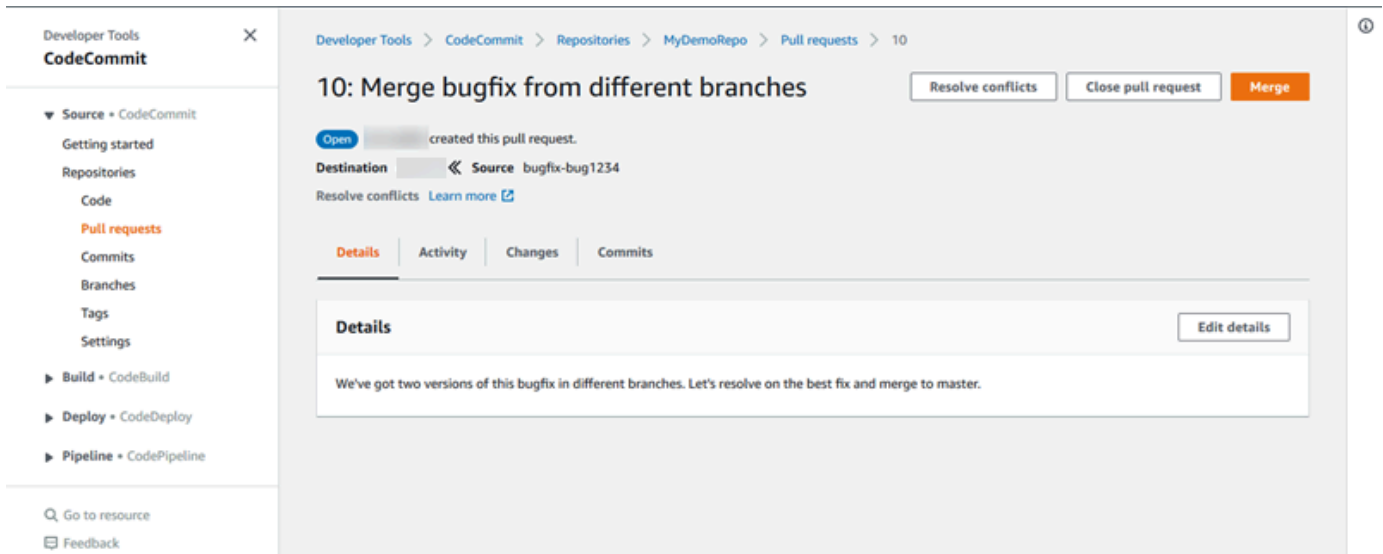 Developer Tools
CodeCommit
Source • CodeCommit
Getting started
Repositories
Code
Pull requests
Commits
Branches
Tags
Settings
Build • CodeBuild
Deploy • CodeDeploy
Pipeline • CodePipeline
Go to resource
Feedback
Developer Tools > CodeCommit > Repositories > MyDemoRepo > Pull requests > 10
10: Merge bugfix from different branches
Resolve conflicts Close pull request Merge
Open created this pull request.
Destination Source bugfix-bug1234
Resolve conflicts Learn more
Details Activity Changes Commits
Details Edit details
We've got two versions of this bugfix in different branches. Let's resolve on the best fix and merge to master.